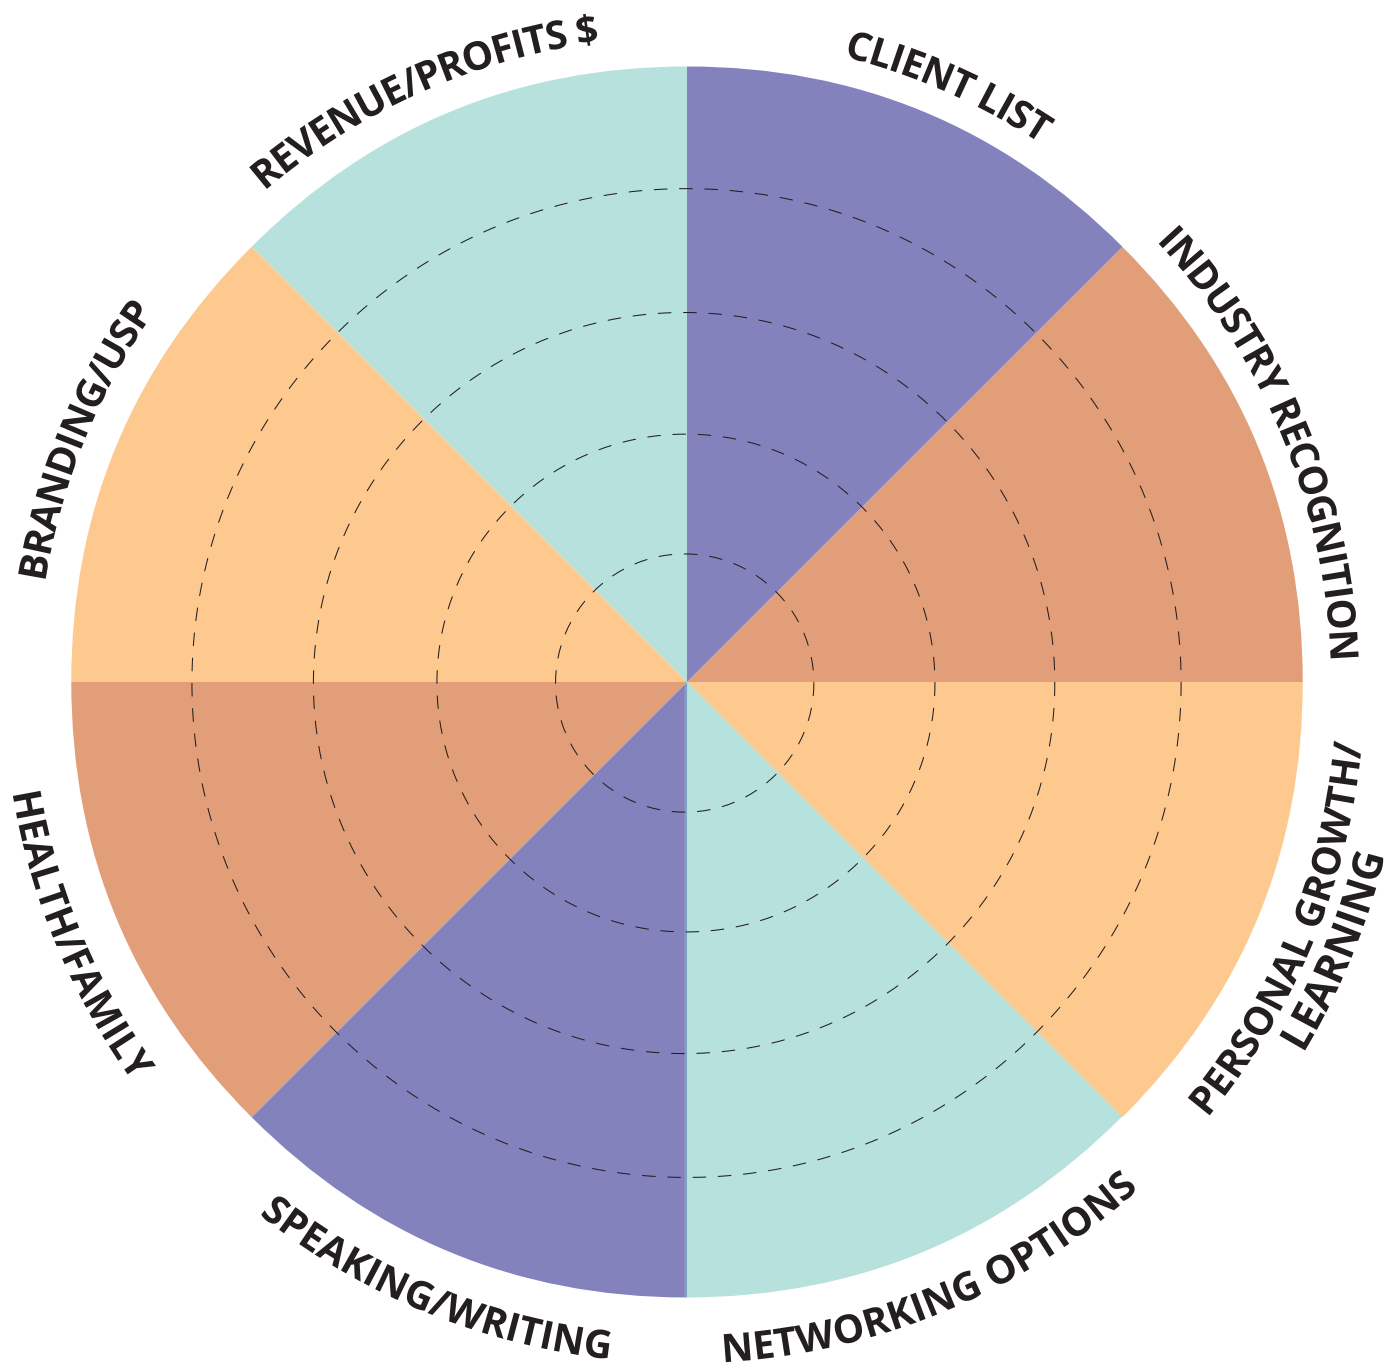 CLIENT LIST
INDUSTRY RECOGNITION
PERSONAL GROWTH/
LEARNING
NETWORKING OPTIONS
SPEAKING/WRITING
HEALTH/FAMILY
BRANDING/USP
REVENUE/PROFITS $